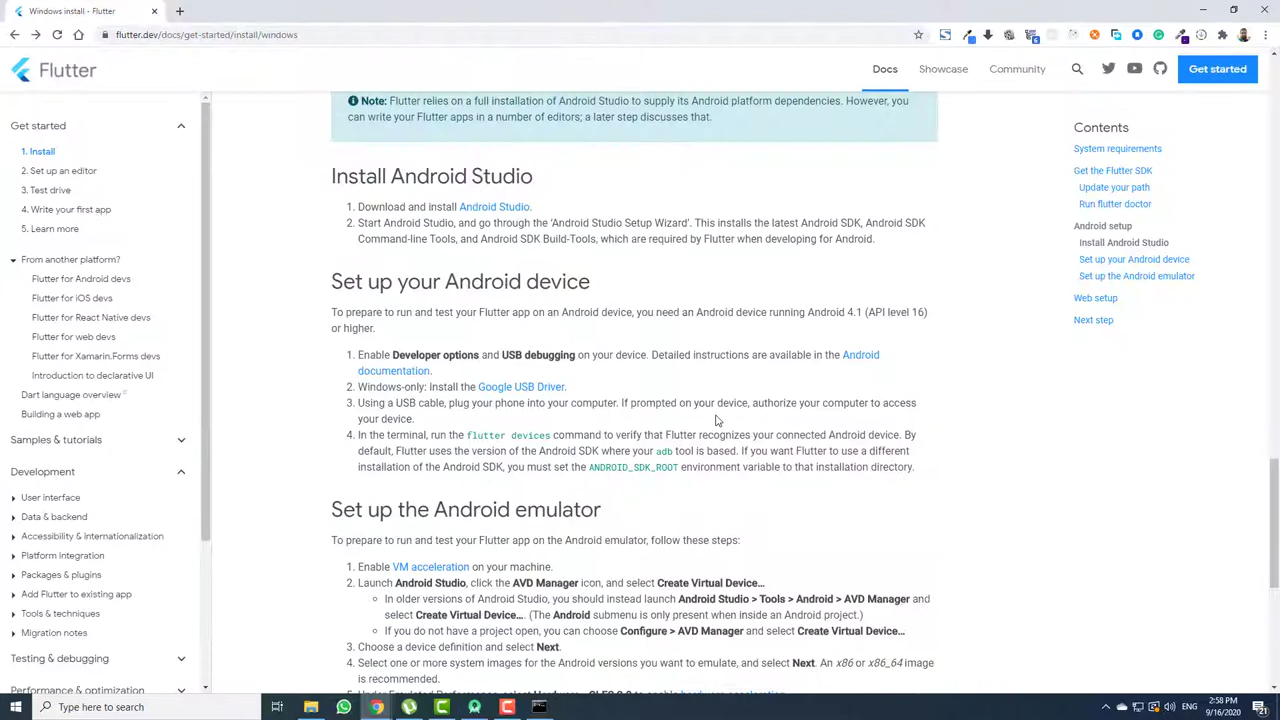 Windows install - Flutter
flutter.dev/docs/get-started/install/windows
Flutter
Docs
Showcase
Community
Get started
Get started
1. Install
2. Set up an editor
3. Test drive
4. Write your first app
5. Learn more
From another platform?
Flutter for Android devs
Flutter for iOS devs
Flutter for React Native devs
Flutter for web devs
Flutter for Xamarin.Forms devs
Introduction to declarative UI
Dart language overview
Building a web app
Samples & tutorials
Development
User interface
Data & backend
Accessibility & internationalization
Platform integration
Packages & plugins
Add Flutter to existing app
Tools & techniques
Migration notes
Testing & debugging
Performance & optimization
Note: Flutter relies on a full installation of Android Studio to supply its Android platform dependencies. However, you
can write your Flutter apps in a number of editors; a later step discusses that.
Install Android Studio
1. Download and install Android Studio.
2. Start Android Studio, and go through the ‘Android Studio Setup Wizard’. This installs the latest Android SDK, Android SDK
Command-line Tools, and Android SDK Build-Tools, which are required by Flutter when developing for Android.
Set up your Android device
To prepare to run and test your Flutter app on an Android device, you need an Android device running Android 4.1 (API level 16)
or higher.
1. Enable Developer options and USB debugging on your device. Detailed instructions are available in the Android
documentation.
2. Windows-only: Install the Google USB Driver.
3. Using a USB cable, plug your phone into your computer. If prompted on your device, authorize your computer to access
your device.
4. In the terminal, run the flutter devices command to verify that Flutter recognizes your connected Android device. By
default, Flutter uses the version of the Android SDK where your adb tool is based. If you want Flutter to use a different
installation of the Android SDK, you must set the ANDROID_SDK_ROOT environment variable to that installation directory.
Set up the Android emulator
To prepare to run and test your Flutter app on the Android emulator, follow these steps:
1. Enable VM acceleration on your machine.
2. Launch Android Studio, click the AVD Manager icon, and select Create Virtual Device…
In older versions of Android Studio, you should instead launch Android Studio > Tools > Android > AVD Manager and
select Create Virtual Device…. (The Android submenu is only present when inside an Android project.)
If you do not have a project open, you can choose Configure > AVD Manager and select Create Virtual Device…
3. Choose a device definition and select Next.
4. Select one or more system images for the Android versions you want to emulate, and select Next. An x86 or x86_64 image
is recommended.
5. Under Emulated Performance, select Hardware - GLES 2.0 to enable hardware acceleration.
Contents
System requirements
Get the Flutter SDK
Update your path
Run flutter doctor
Android setup
Install Android Studio
Set up your Android device
Set up the Android emulator
Web setup
Next step
Type here to search
ENG
2:58 PM
9/16/2020